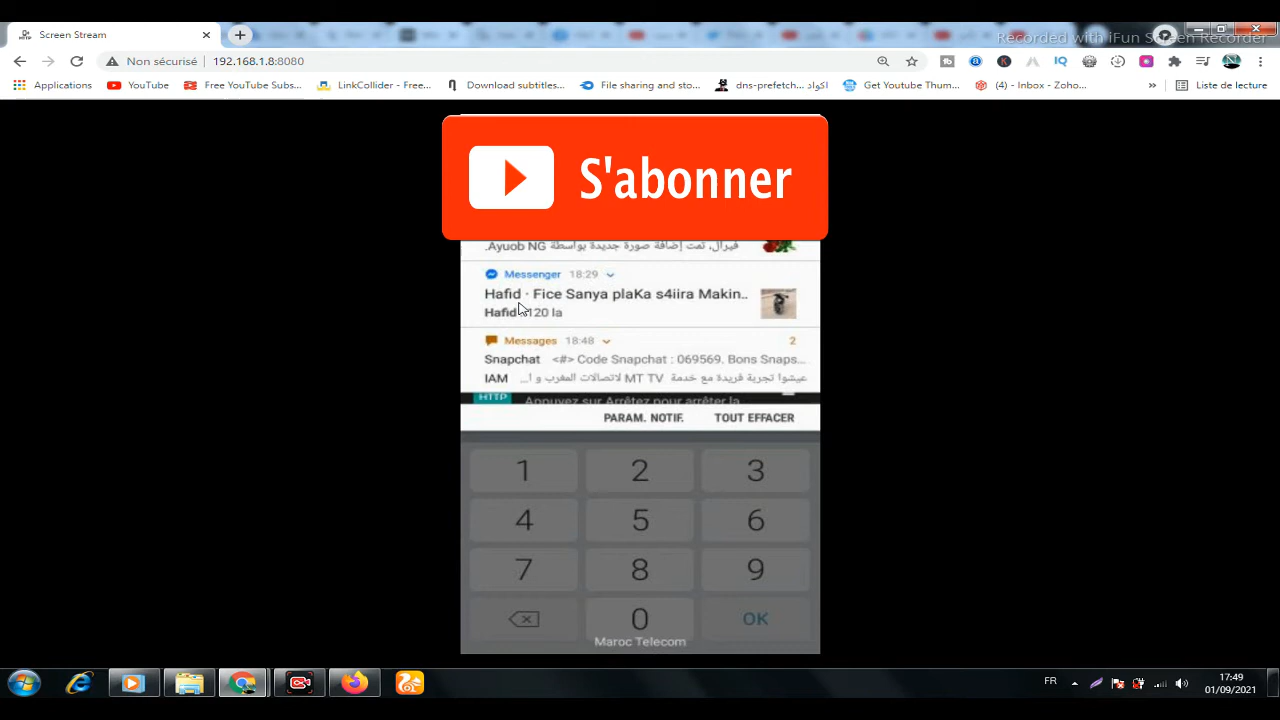 Screen Stream
Recorded with iFun Screen Recorder
Non sécurisé 192.168.1.8:8080
Applications YouTube Free YouTube Subs... LinkCollider - Free... Download subtitles... File sharing and sto... dns-prefetch... اكواد Get Youtube Thum... (4) - Inbox - Zoho... » Liste de lecture
S'abonner
فيرال، تمت إضافة صورة جديدة بواسطة Ayuob NG.
Messenger 18:29
Hafid · Fice Sanya plaKa s4iira Makin..
Hafid 120 la
Messages 18:48 2
Snapchat <#> Code Snapchat : 069569. Bons Snaps...
IAM عيشوا تجربة فريدة مع خدمة MT TV لاتصالات المغرب و ا...
HTTP Appuyez sur Arrêtez pour arrêter la
PARAM. NOTIF. TOUT EFFACER
1 2 3
4 5 6
7 8 9
0 OK
Maroc Telecom
FR 17:49
01/09/2021